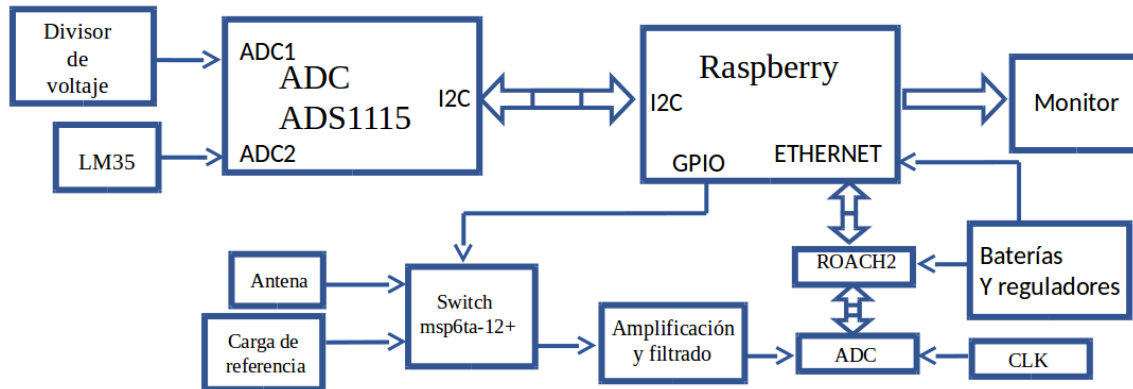 Divisor
de
voltaje
LM35
ADC1
ADC
ADS1115
I2C
ADC2
Raspberry
I2C
GPIO
ETHERNET
Monitor
Antena
Carga de
referencia
Switch
msp6ta-12+
Amplificación
y filtrado
ROACH2
ADC
Baterías
Y reguladores
CLK